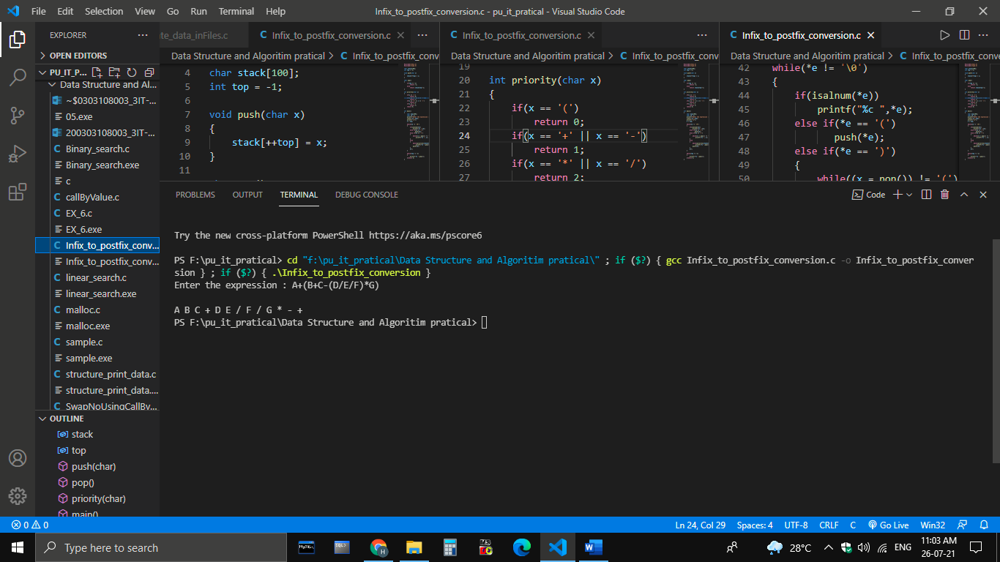 File Edit Selection View Go Run Terminal Help
Infix_to_postfix_conversion.c - pu_it_pratical - Visual Studio Code
EXPLORER
OPEN EDITORS
PU_IT_P...
Data Structure and Al...
~$0303108003_3IT-...
05.exe
200303108003_3IT-...
Binary_search.c
Binary_search.exe
c
callByValue.c
EX_6.c
EX_6.exe
Infix_to_postfix_conv...
Infix_to_postfix_conv...
linear_search.c
linear_search.exe
malloc.c
malloc.exe
sample.c
sample.exe
structure_print_data.c
structure_print_data....
SwapNoUsingCallBy...
OUTLINE
stack
top
push(char)
pop()
priority(char)
main()
te_data_inFiles.c
Infix_to_postfix_conversion.c
Data Structure and Algoritim pratical > C Infix_to_postfix_conv
4 char stack[100];
5 int top = -1;
6
7 void push(char x)
8 {
9 stack[++top] = x;
10 }
11
Infix_to_postfix_conversion.c
Data Structure and Algoritim pratical > C Infix_to_postfix_conv
19
20 int priority(char x)
21 {
22 if(x == '(')
23 return 0;
24 if(x == '+' || x == '-')
25 return 1;
26 if(x == '*' || x == '/')
27 return 2;
Infix_to_postfix_conversion.c
Data Structure and Algoritim pratical > C Infix_to_postfix_conv
42 while(*e != '\0')
43 {
44 if(isalnum(*e))
45 printf("%c ",*e);
46 else if(*e == '(')
47 push(*e);
48 else if(*e == ')')
49 {
50 while((x = pop()) != '(')
PROBLEMS OUTPUT TERMINAL DEBUG CONSOLE
Code
Try the new cross-platform PowerShell https://aka.ms/pscore6
PS F:\pu_it_pratical> cd "f:\pu_it_pratical\Data Structure and Algoritim pratical\" ; if ($?) { gcc Infix_to_postfix_conversion.c -o Infix_to_postfix_conver
sion } ; if ($?) { .\Infix_to_postfix_conversion }
Enter the expression : A+(B+C-(D/E/F)*G)
A B C + D E / F / G * - +
PS F:\pu_it_pratical\Data Structure and Algoritim pratical>
0 0
Ln 24, Col 29 Spaces: 4 UTF-8 CRLF C Go Live Win32
Type here to search
28°C ENG
11:03 AM
26-07-21